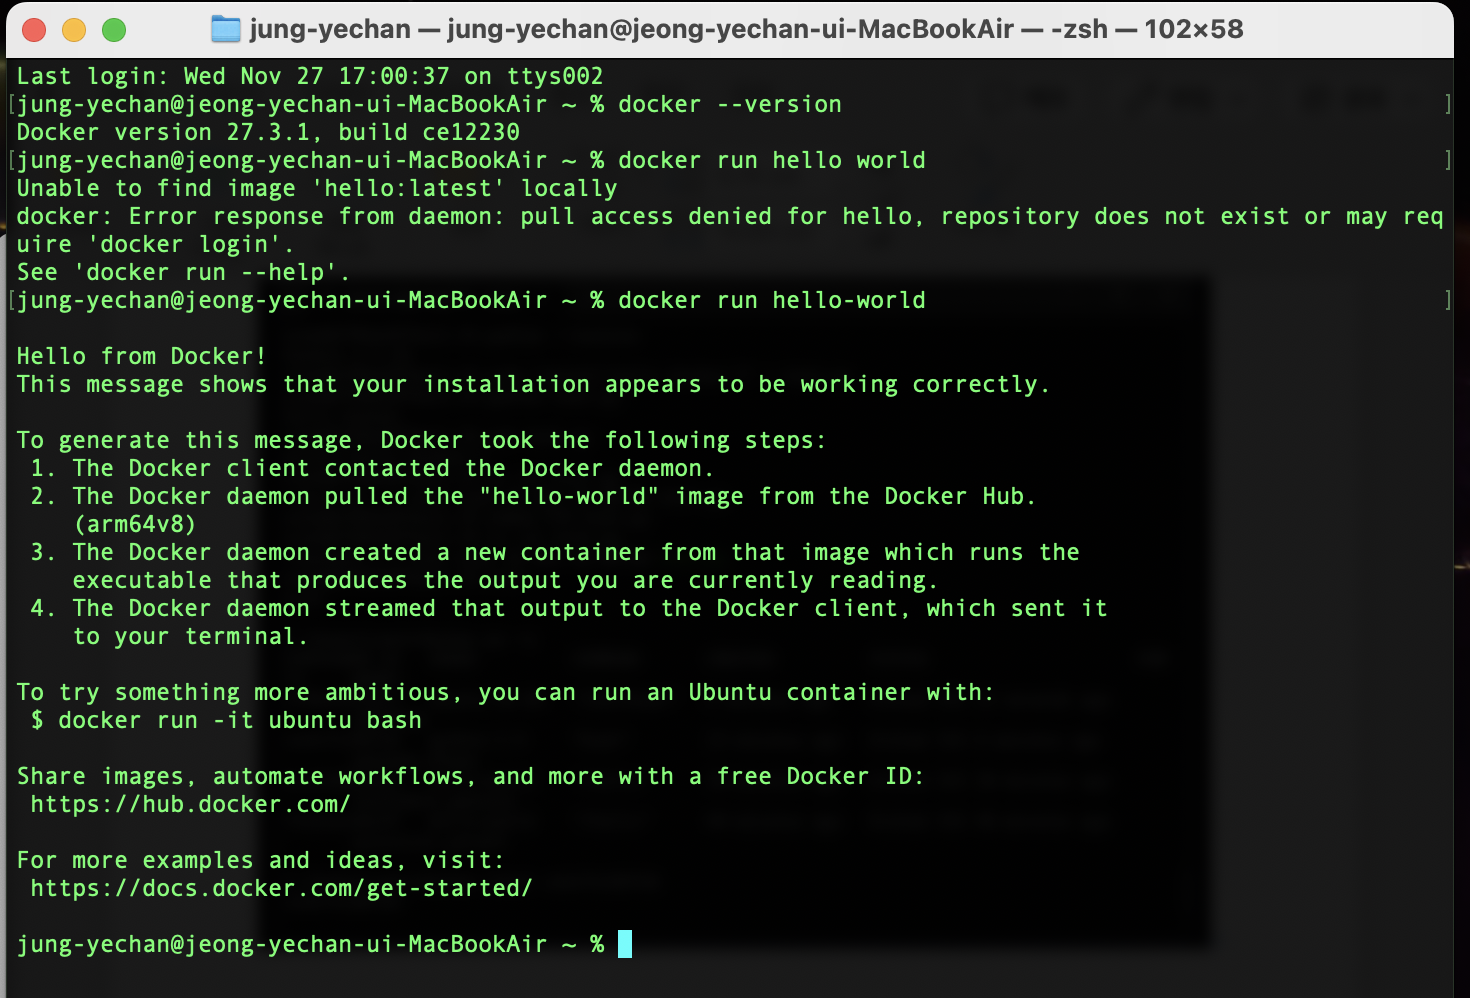 jung-yechan — jung-yechan@jeong-yechan-ui-MacBookAir — -zsh — 102×58
Last login: Wed Nov 27 17:00:37 on ttys002
[jung-yechan@jeong-yechan-ui-MacBookAir ~ % docker --version ]
Docker version 27.3.1, build ce12230
[jung-yechan@jeong-yechan-ui-MacBookAir ~ % docker run hello world ]
Unable to find image 'hello:latest' locally
docker: Error response from daemon: pull access denied for hello, repository does not exist or may req
uire 'docker login'.
See 'docker run --help'.
[jung-yechan@jeong-yechan-ui-MacBookAir ~ % docker run hello-world ]
Hello from Docker!
This message shows that your installation appears to be working correctly.
To generate this message, Docker took the following steps:
1. The Docker client contacted the Docker daemon.
2. The Docker daemon pulled the "hello-world" image from the Docker Hub.
(arm64v8)
3. The Docker daemon created a new container from that image which runs the
executable that produces the output you are currently reading.
4. The Docker daemon streamed that output to the Docker client, which sent it
to your terminal.
To try something more ambitious, you can run an Ubuntu container with:
$ docker run -it ubuntu bash
Share images, automate workflows, and more with a free Docker ID:
https://hub.docker.com/
For more examples and ideas, visit:
https://docs.docker.com/get-started/
jung-yechan@jeong-yechan-ui-MacBookAir ~ %